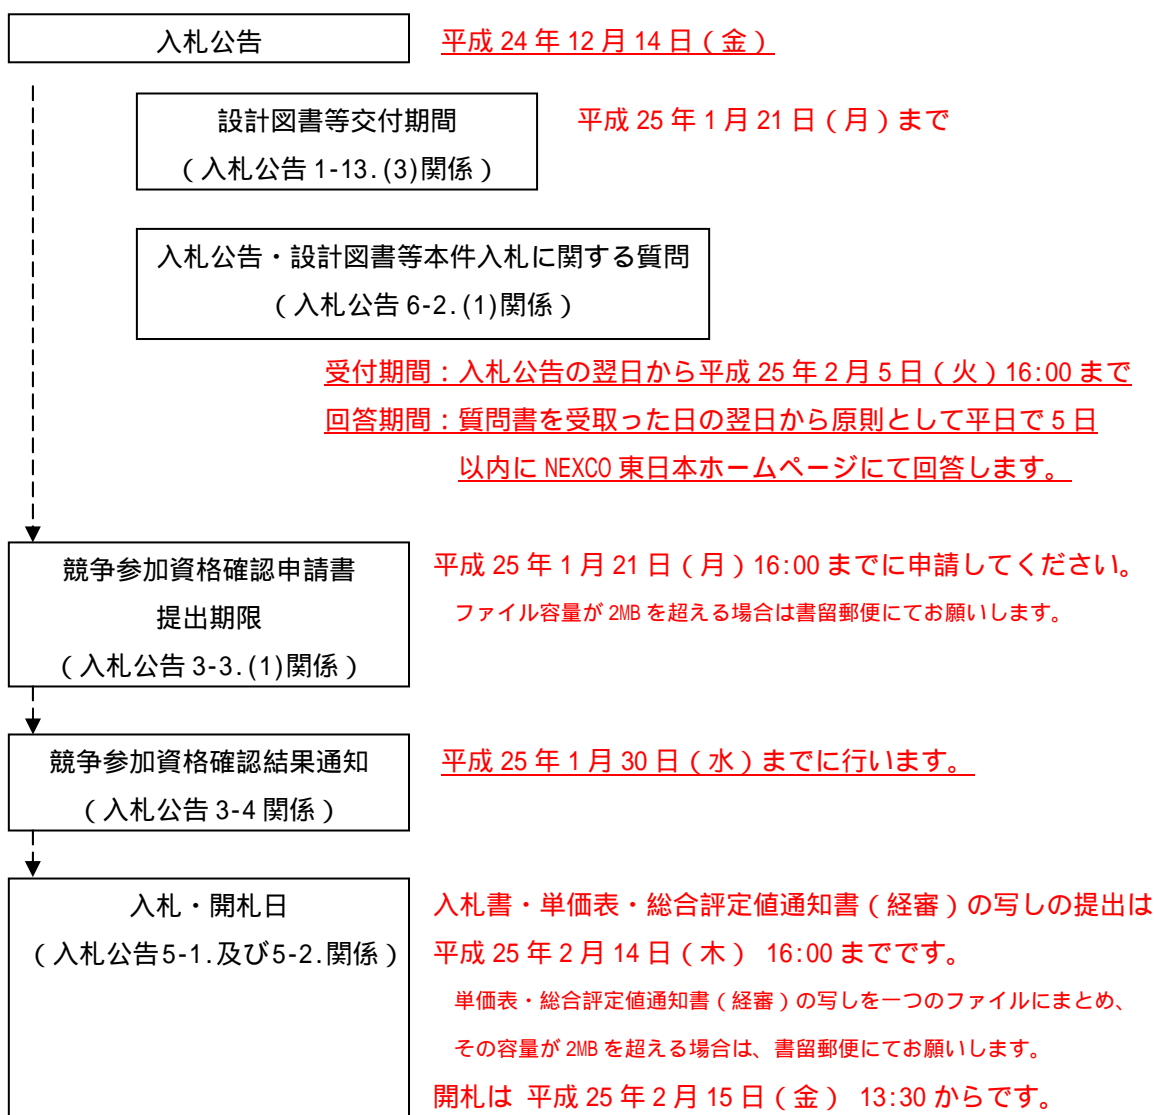 入札公告
平成 24 年 12 月 14 日（金）
設計図書等交付期間
（入札公告 1-13.(3)関係）
平成 25 年 1 月 21 日（月）まで
入札公告・設計図書等本件入札に関する質問
（入札公告 6-2.(1)関係）
受付期間：入札公告の翌日から平成 25 年 2 月 5 日（火）16:00 まで
回答期間：質問書を受取った日の翌日から原則として平日で 5 日
以内に NEXCO 東日本ホームページにて回答します。
競争参加資格確認申請書
提出期限
（入札公告 3-3.(1)関係）
平成 25 年 1 月 21 日（月）16:00 までに申請してください。
ファイル容量が 2MB を超える場合は書留郵便にてお願いします。
競争参加資格確認結果通知
（入札公告 3-4 関係）
平成 25 年 1 月 30 日（水）までに行います。
入札・開札日
（入札公告5-1.及び5-2.関係）
入札書・単価表・総合評定値通知書（経審）の写しの提出は
平成 25 年 2 月 14 日（木） 16:00 までです。
単価表・総合評定値通知書（経審）の写しを一つのファイルにまとめ、
その容量が 2MB を超える場合は、書留郵便にてお願いします。
開札は 平成 25 年 2 月 15 日（金） 13:30 からです。